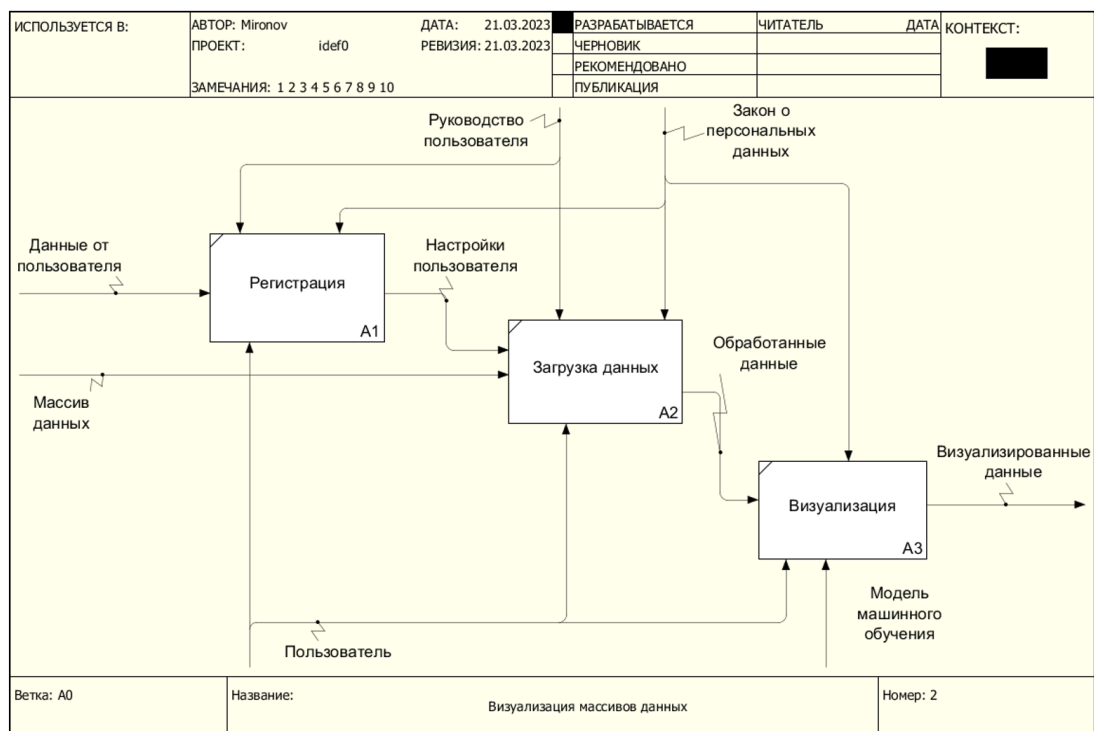 ИСПОЛЬЗУЕТСЯ В:
АВТОР: Mironov
ДАТА: 21.03.2023
РАЗРАБАТЫВАЕТСЯ
ЧИТАТЕЛЬ
ДАТА
КОНТЕКСТ:
ПРОЕКТ: idef0
РЕВИЗИЯ: 21.03.2023
ЧЕРНОВИК
РЕКОМЕНДОВАНО
ЗАМЕЧАНИЯ: 1 2 3 4 5 6 7 8 9 10
ПУБЛИКАЦИЯ
Руководство
пользователя
Закон о
персональных
данных
Данные от
пользователя
Настройки
пользователя
Регистрация
A1
Массив
данных
Загрузка данных
A2
Обработанные
данные
Визуализированные
данные
Визуализация
A3
Модель
машинного
обучения
Пользователь
Ветка: A0
Название:
Визуализация массивов данных
Номер: 2